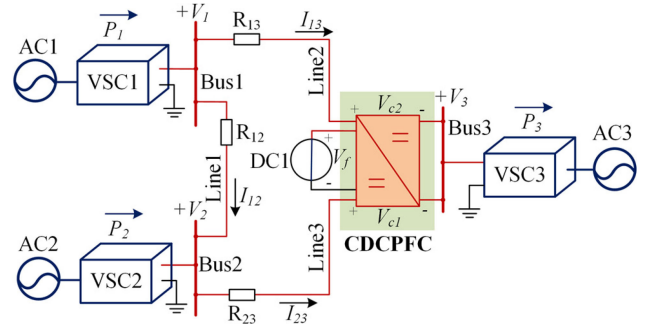 +V1
P1
R13
I13
AC1
VSC1
Bus1
Line2
+
Vc2
-
+V3
P3
Bus3
AC3
R12
DC1
+
Vf
-
VSC3
Line1
I12
+V2
+
Vc1
-
P2
CDCPFC
AC2
Bus2
Line3
VSC2
R23
I23